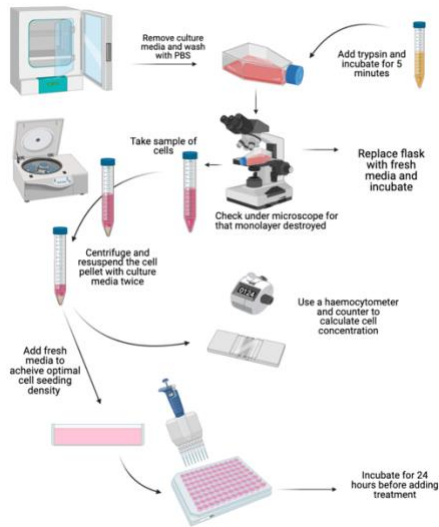 Remove culture
media and wash
with PBS
Add trypsin and
incubate for 5
minutes
Take sample of
cells
Replace flask
with fresh
media and
incubate
Check under microscope for
that monolayer destroyed
Centrifuge and
resuspend the cell
pellet with culture
media twice
0124
Use a haemocytometer
and counter to
calculate cell
concentration
Add fresh
media to
acheive optimal
cell seeding
density
Incubate for 24
hours before adding
treatment